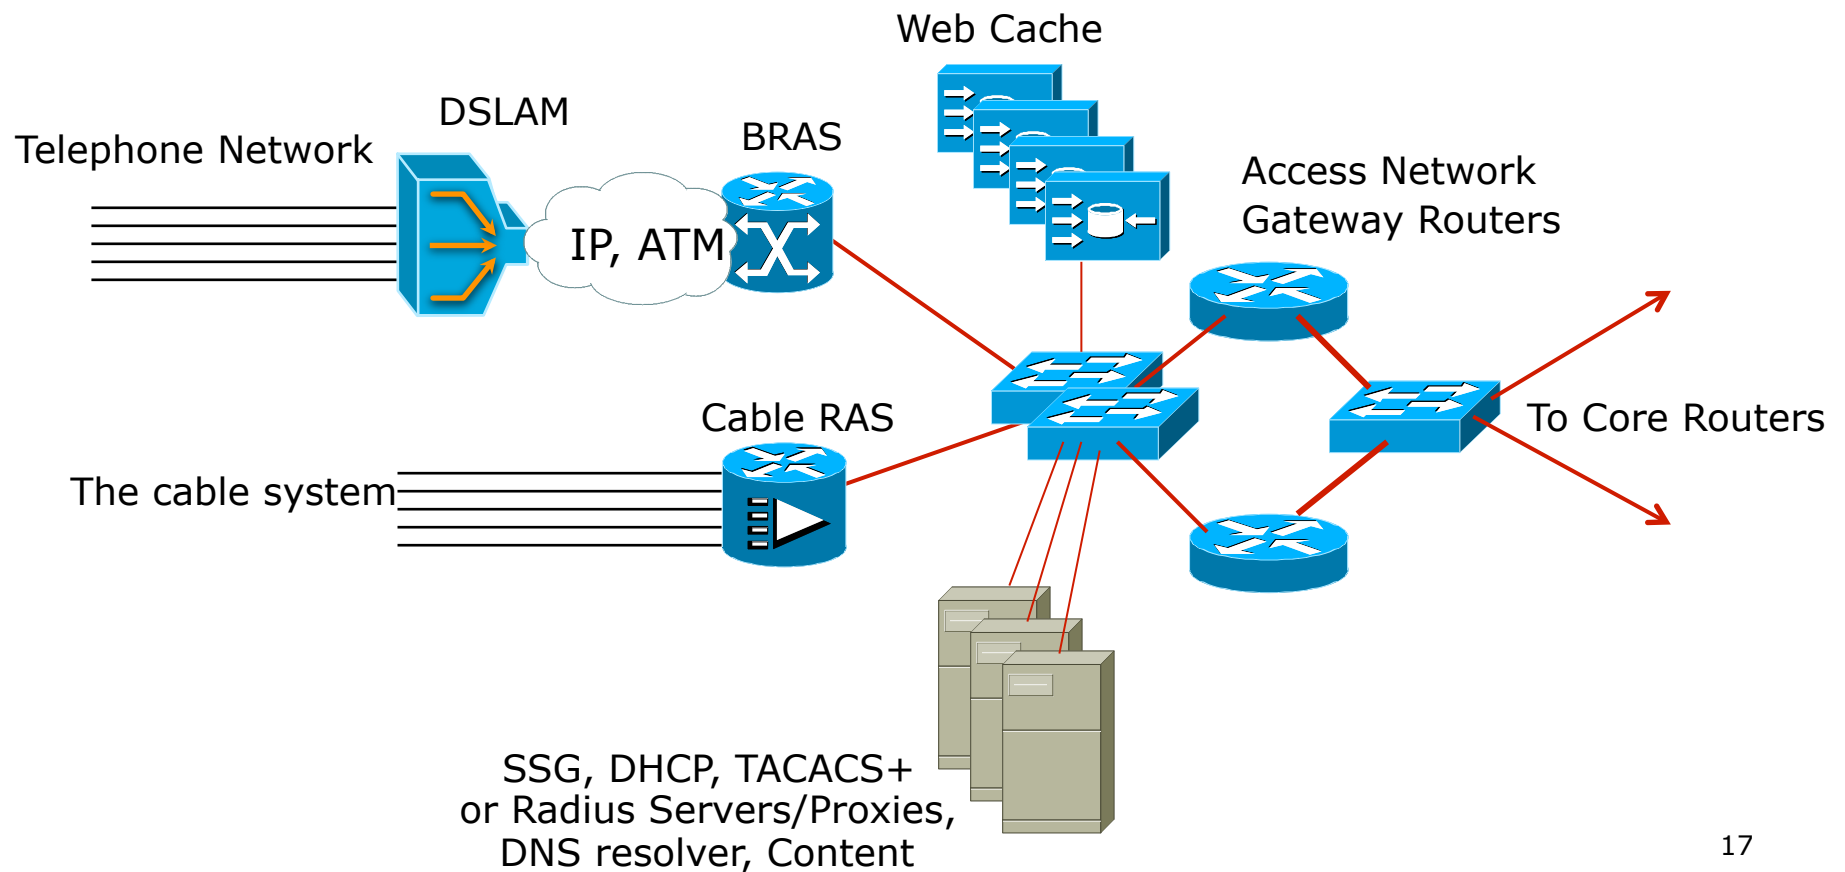 Web Cache
DSLAM
BRAS
Telephone Network
Access Network
Gateway Routers
IP, ATM
Cable RAS
To Core Routers
The cable system
SSG, DHCP, TACACS+
or Radius Servers/Proxies,
DNS resolver, Content
17